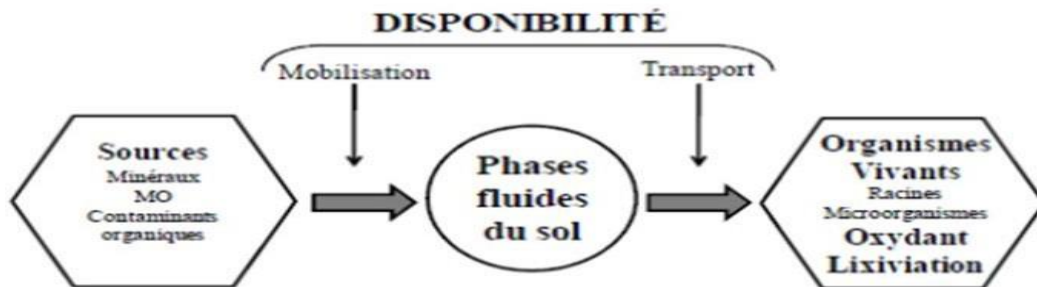 DISPONIBILITÉ
Mobilisation
Transport
Sources
Minéraux
MO
Contaminants
organiques
Phases
fluides
du sol
Organismes
Vivants
Racines
Microorganismes
Oxydant
Lixiviation